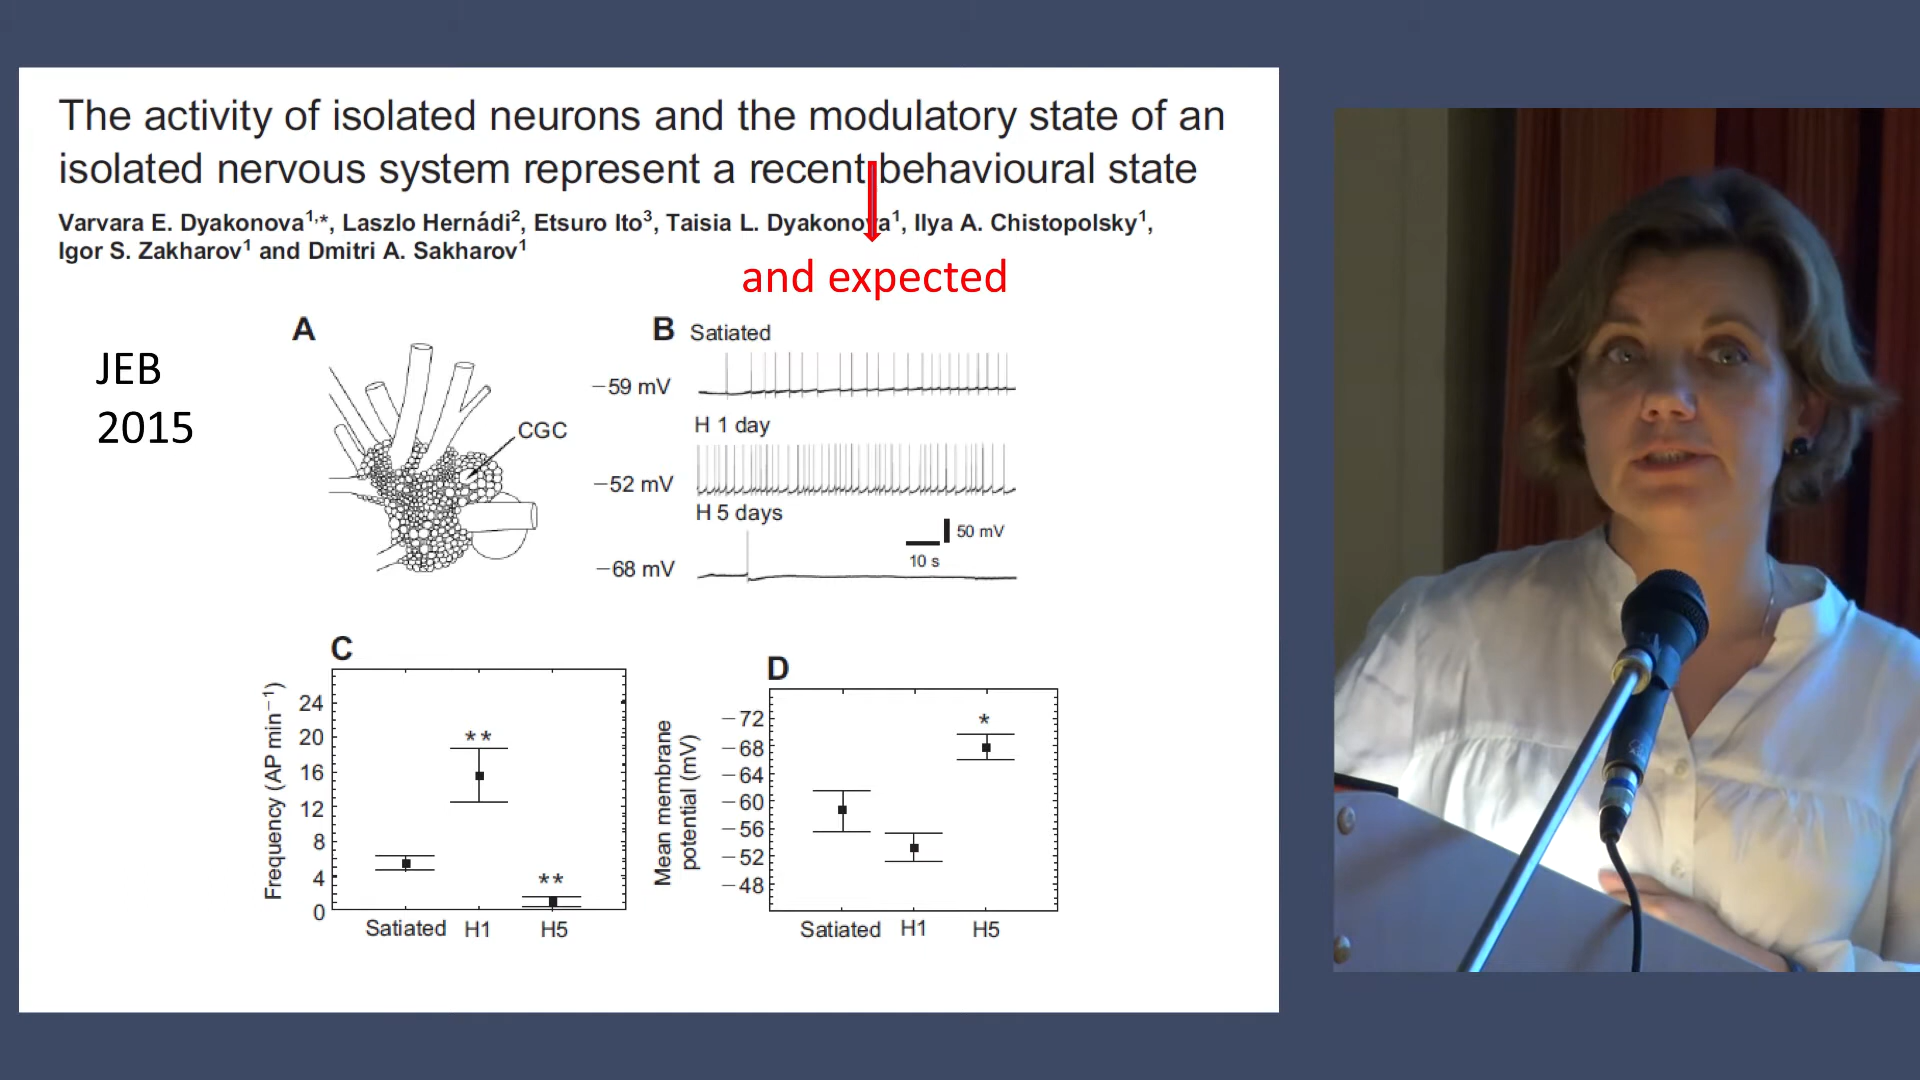 The activity of isolated neurons and the modulatory state of an
isolated nervous system represent a recent behavioural state
Varvara E. Dyakonova1,*, Laszlo Hernádi2, Etsuro Ito3, Taisia L. Dyakonova1, Ilya A. Chistopolsky1,
Igor S. Zakharov1 and Dmitri A. Sakharov1
and expected
JEB
2015
A
CGC
B Satiated
−59 mV
H 1 day
−52 mV
H 5 days
50 mV
10 s
−68 mV
C
Frequency (AP min−1)
24
20
16
12
8
4
0
**
**
Satiated H1 H5
D
Mean membrane
potential (mV)
−72
−68
−64
−60
−56
−52
−48
*
Satiated H1 H5